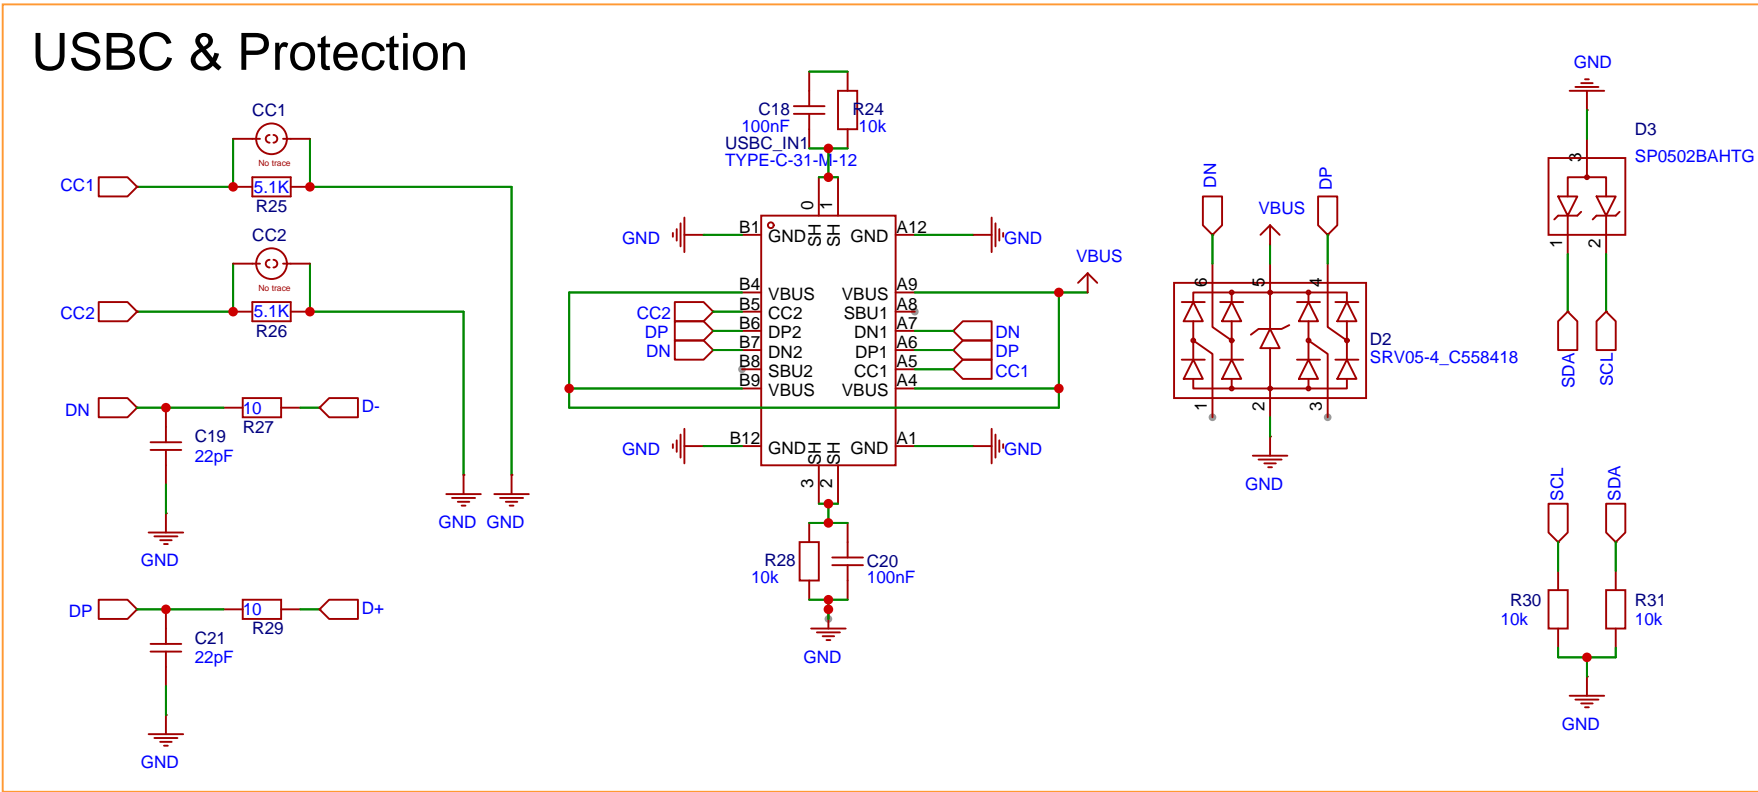 USBC & Protection
CC1
No trace
CC1
5.1K
R25
CC2
No trace
CC2
5.1K
R26
DN
10
D-
R27
C19
22pF
GND
GND
GND
DP
10
D+
R29
C21
22pF
GND
C18
100nF
R24
10k
USBC_IN1
TYPE-C-31-M-12
0
1
SH
SH
GND
B1
GND
GND
A12
GND
VBUS
B4
VBUS
VBUS
A9
CC2
B5
CC2
SBU1
A8
DP
B6
DP2
DN1
A7
DN
DN
B7
DN2
DP1
A6
DP
B8
SBU2
CC1
A5
CC1
B9
VBUS
VBUS
A4
GND
B12
GND
GND
A1
GND
SH
SH
3
2
R28
10k
C20
100nF
GND
DN
VBUS
DP
6
5
4
D2
SRV05-4_C558418
1
2
3
GND
GND
D3
SP0502BAHTG
3
1
2
SDA
SCL
SCL
SDA
R30
10k
R31
10k
GND